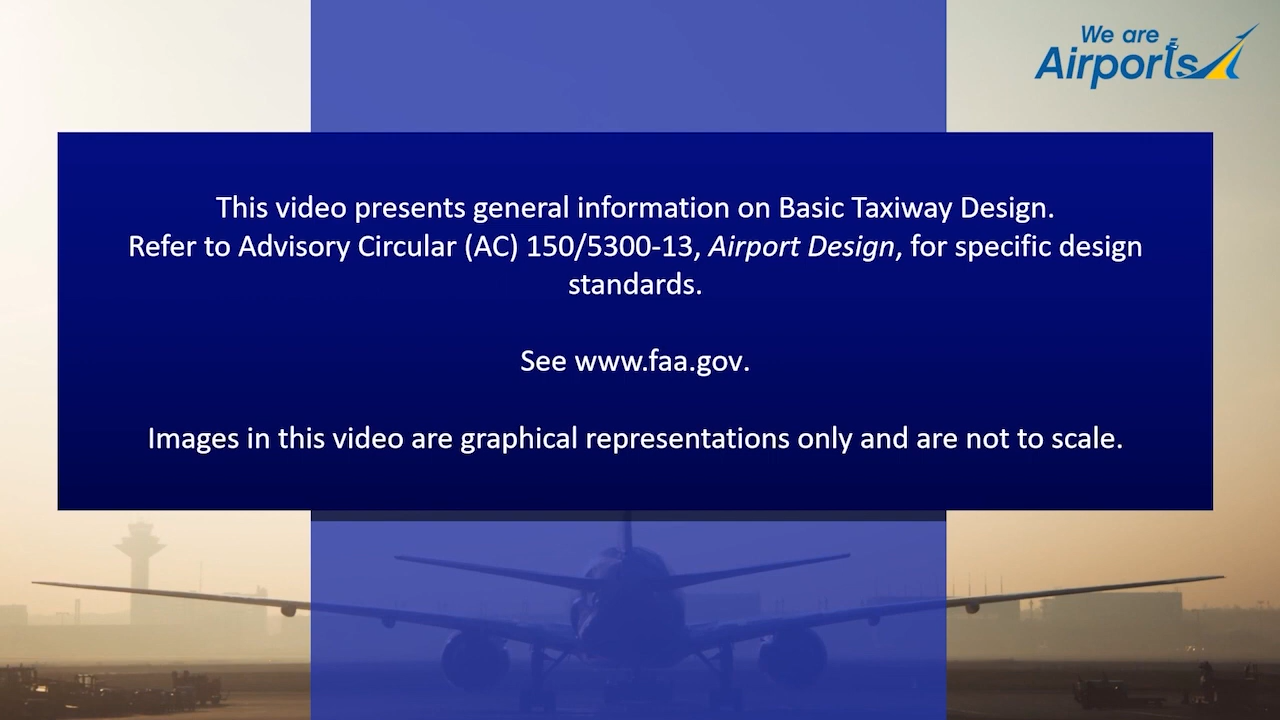 We are
Airports
This video presents general information on Basic Taxiway Design.
Refer to Advisory Circular (AC) 150/5300-13, Airport Design, for specific design
standards.
See www.faa.gov.
Images in this video are graphical representations only and are not to scale.